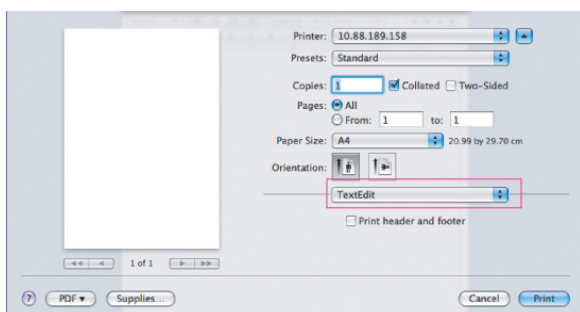 Printer: 10.88.189.158
Presets: Standard
Copies: 1 Collated Two-Sided
Pages: All
From: 1 to: 1
Paper Size: A4 20.99 by 29.70 cm
Orientation:
TextEdit
Print header and footer
1 of 1
? PDF Supplies... Cancel Print